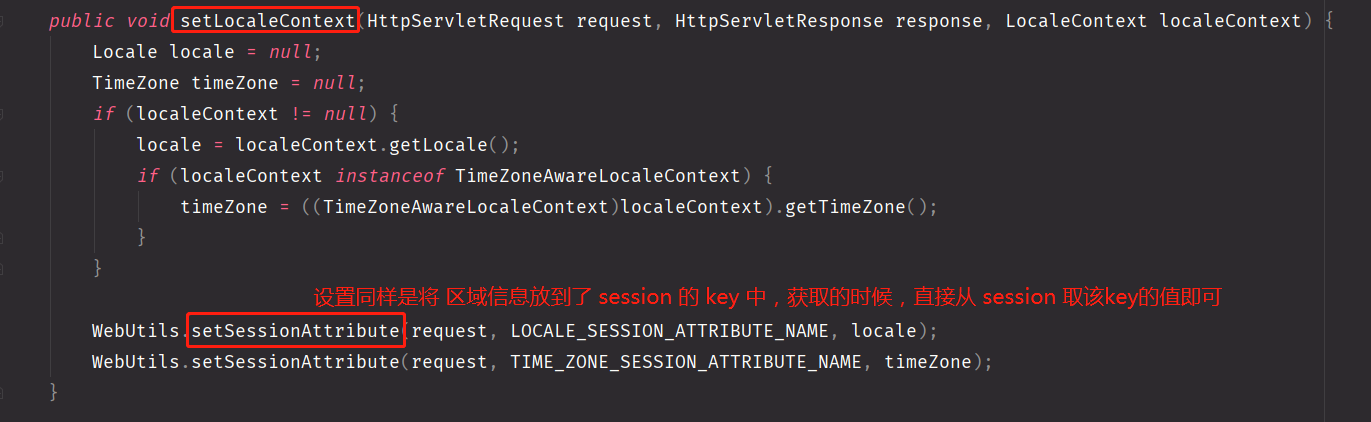 public void setLocaleContext(HttpServletRequest request, HttpServletResponse response, LocaleContext localeContext) {
Locale locale = null;
TimeZone timeZone = null;
if (localeContext != null) {
locale = localeContext.getLocale();
if (localeContext instanceof TimeZoneAwareLocaleContext) {
timeZone = ((TimeZoneAwareLocaleContext)localeContext).getTimeZone();
}
}
设置同样是将 区域信息放到了 session 的 key 中，获取的时候，直接从 session 取该key的值即可
WebUtils.setSessionAttribute(request, LOCALE_SESSION_ATTRIBUTE_NAME, locale);
WebUtils.setSessionAttribute(request, TIME_ZONE_SESSION_ATTRIBUTE_NAME, timeZone);
}